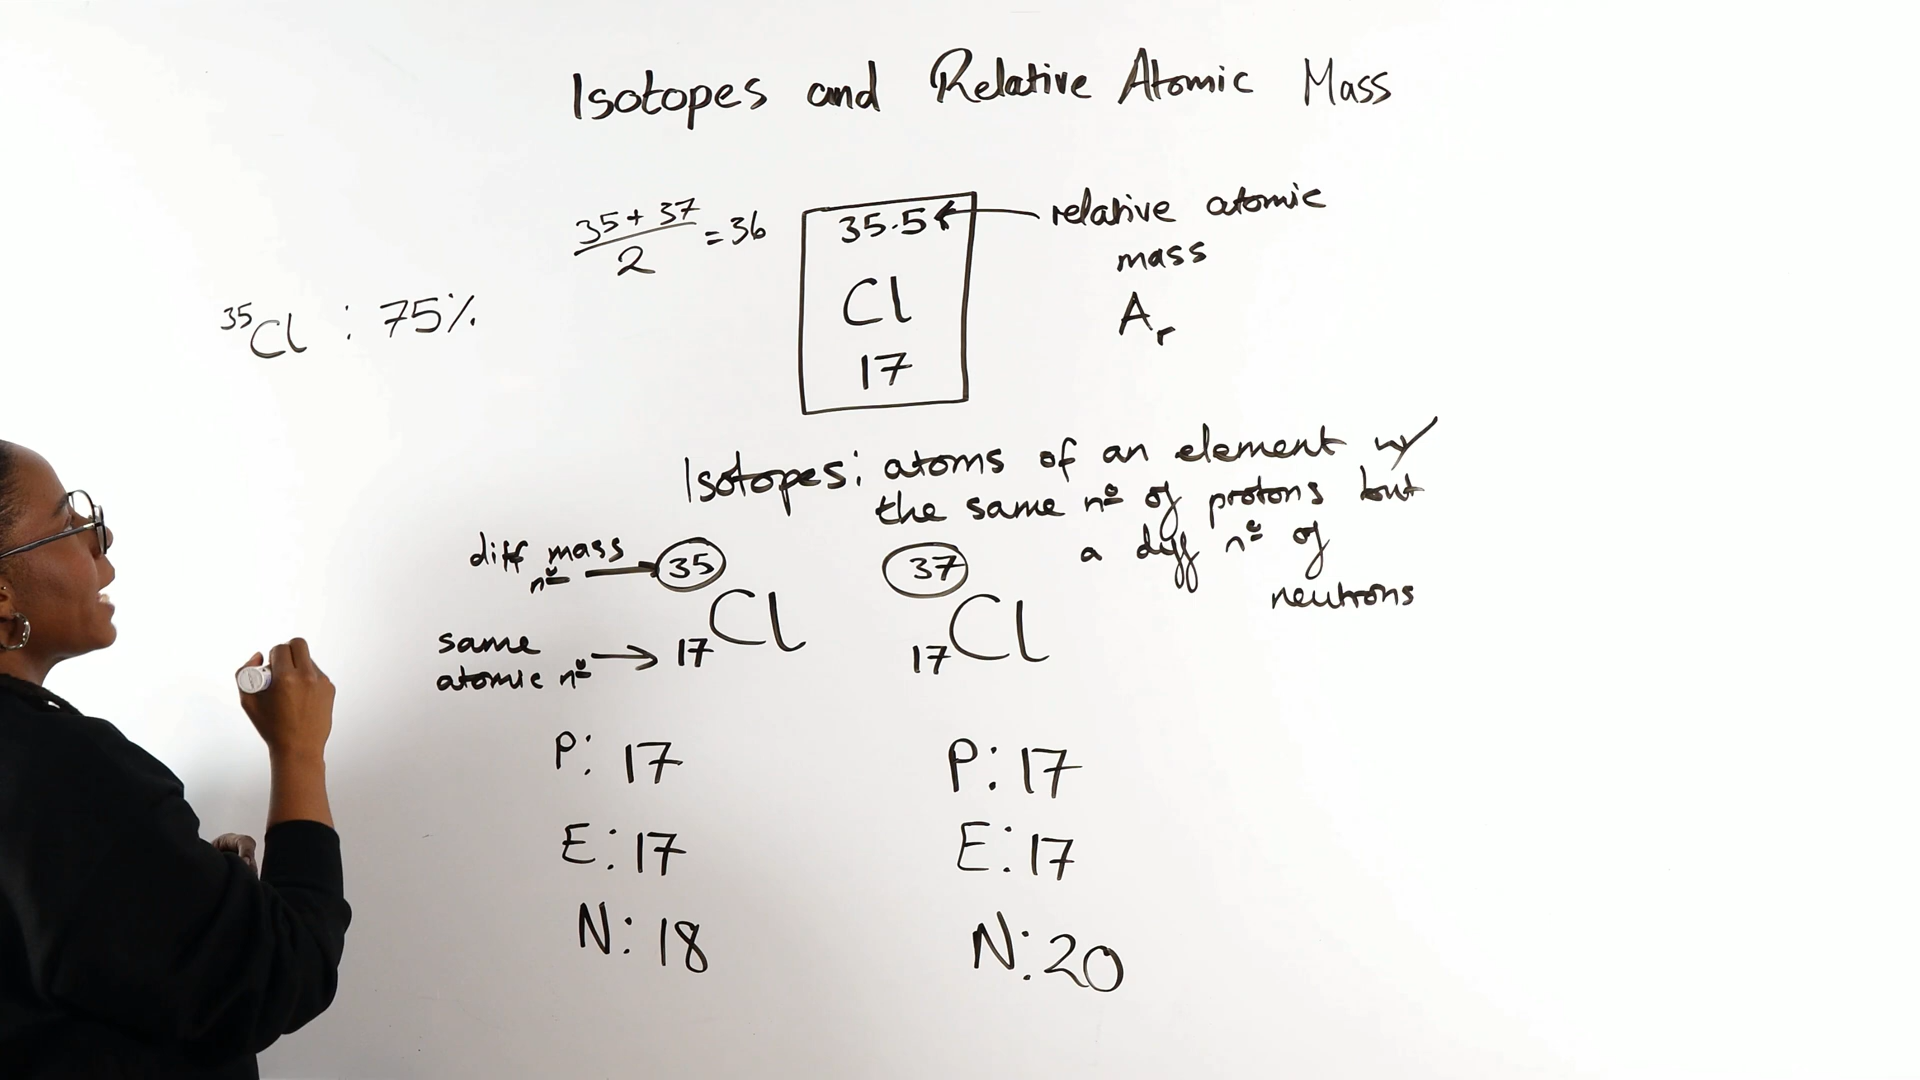 Isotopes and Relative Atomic Mass
35 + 37
2
= 36
35.5
Cl
17
relative atomic
mass
Ar
35Cl : 75%
Isotopes: atoms of an element w/
the same nº of protons but
a diff nº of
neutrons
diff mass
nº
35
Cl
17
same
atomic nº
37
Cl
17
P: 17
E: 17
N: 18
P: 17
E: 17
N: 20